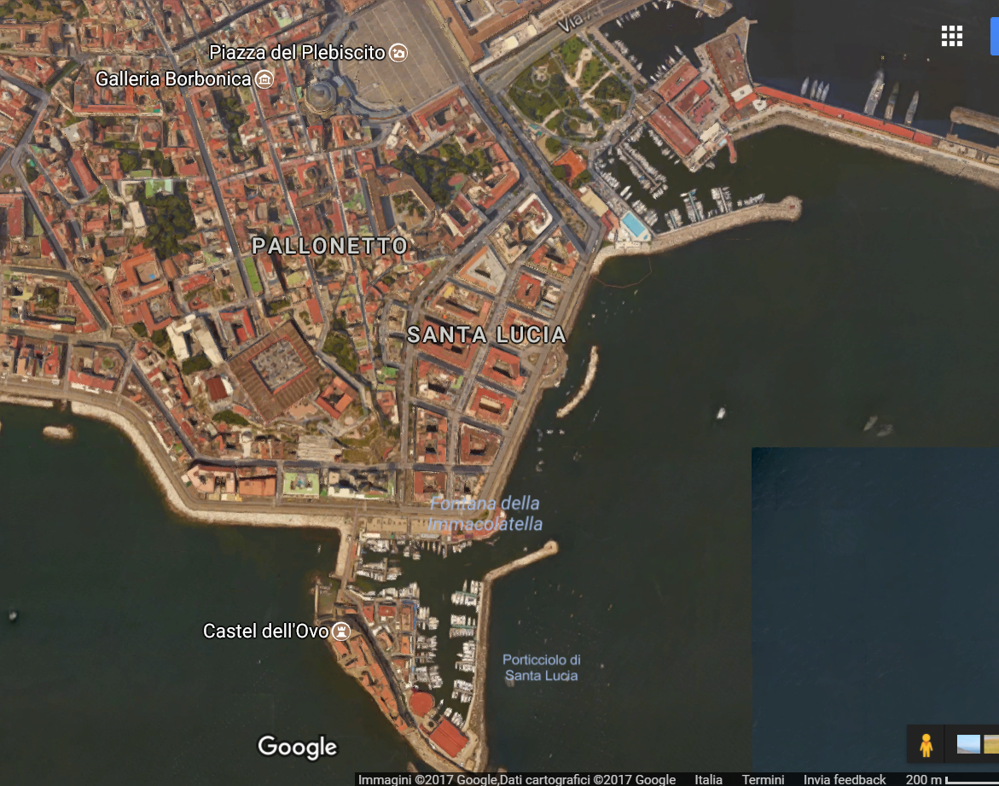 Via A
Piazza del Plebiscito
Galleria Borbonica
PALLONETTO
SANTA LUCIA
Fontana della
Immacolatella
Castel dell'Ovo
Porticciolo di
Santa Lucia
Google
Immagini ©2017 Google,Dati cartografici ©2017 Google Italia Termini Invia feedback 200 m